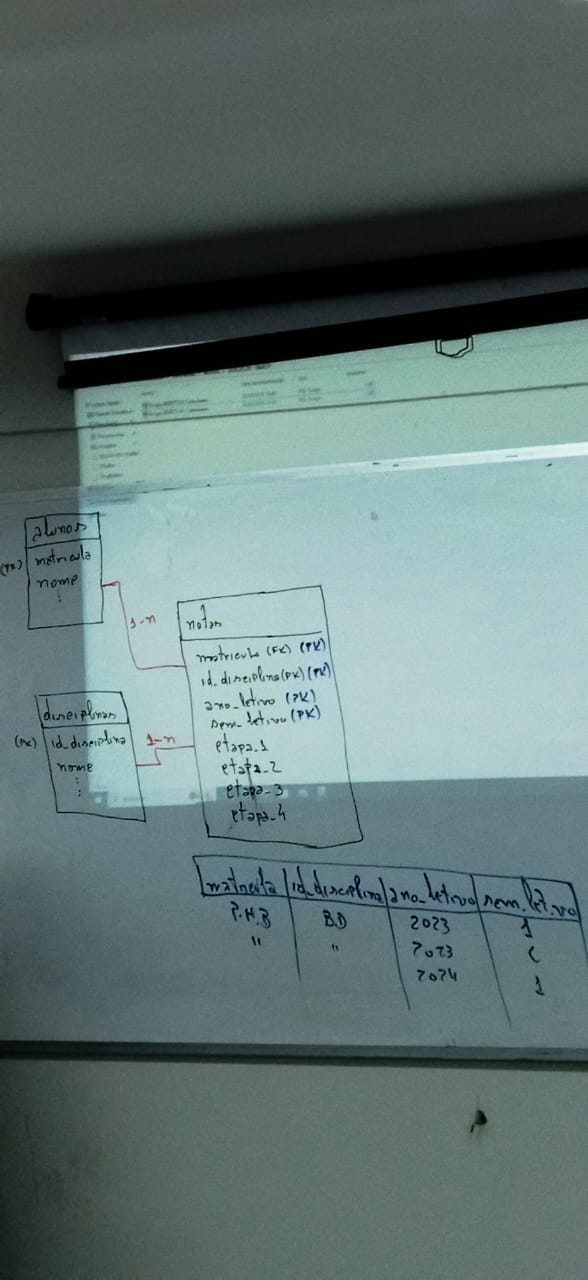 alunos
(PK) matricula
nome
1-n
notas
matricula (FK) (PK)
id_disciplina (FK) (PK)
ano_letivo (PK)
sem_letivo (PK)
etapa_1
etapa_2
etapa_3
etapa_4
disciplinas
(PK) id_disciplina
nome
1-n
matricula id_disciplina ano_letivo sem_letivo
P.H.B BD 2023 1
" " 2023
2024 1